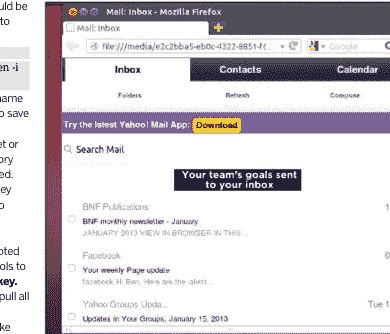 uld be
to
en -i
name
o save
t or
ory
ed.
ey
o
oted
ols to
key.
pull all
ke
Mail: Inbox - Mozilla Firefox
Mail: Inbox
file:///media/e2c2bba5-eb0c-4322-8851-f
Google
Inbox
Contacts
Calendar
Folders
Refresh
Compose
Try the latest Yahoo! Mail App: Download
Search Mail
Your team's goals sent
to your inbox
BNF Publications
BNF monthly newsletter - January
JANUARY 2013 VIEW IN BROWSER IN THIS...
Facebook
0
Your weekly Page update
facebook Hi Ben, Here are the latest...
Yahoo Groups Upda...
Tue 1
Updates in Your Groups, January 15, 2013